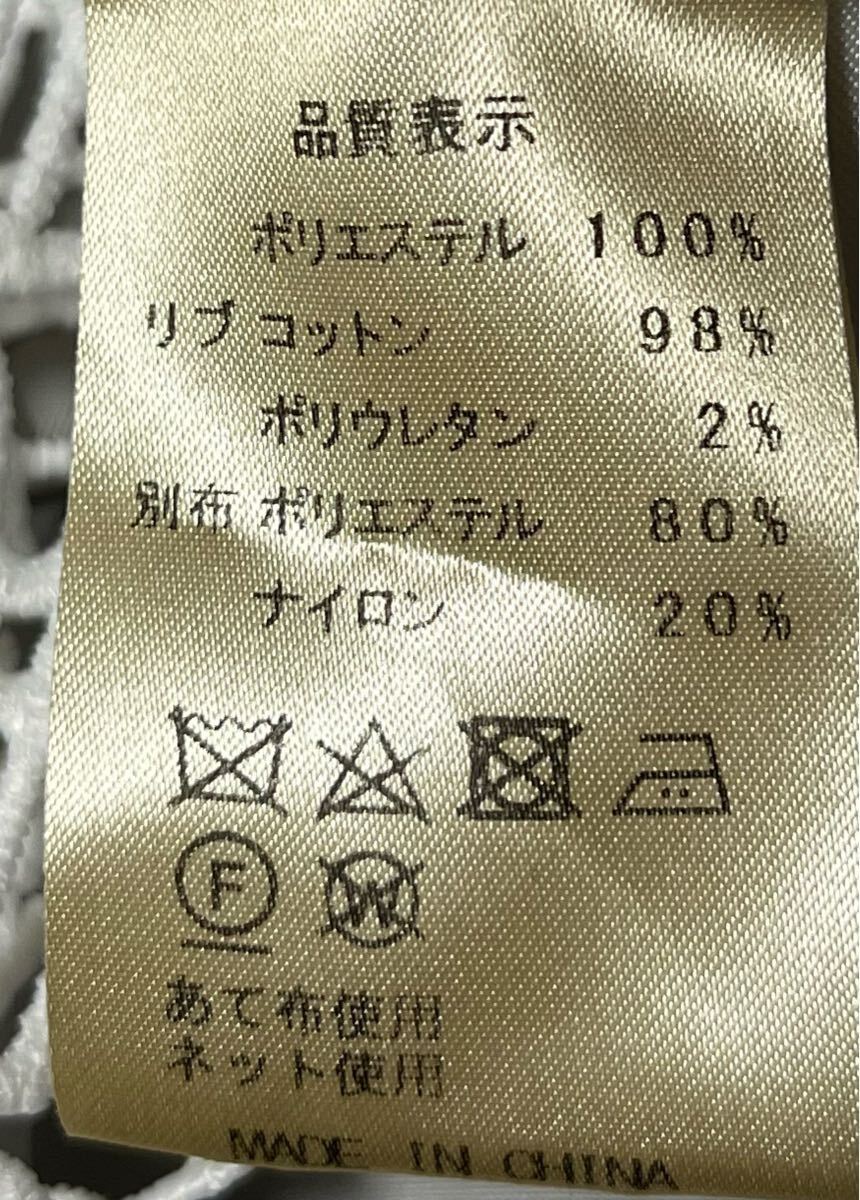 品質表示
ポリエステル 100%
リブ コットン 98%
ポリウレタン 2%
別布 ポリエステル 80%
ナイロン 20%
F W
あて布使用
ネット使用
MADE IN CHINA